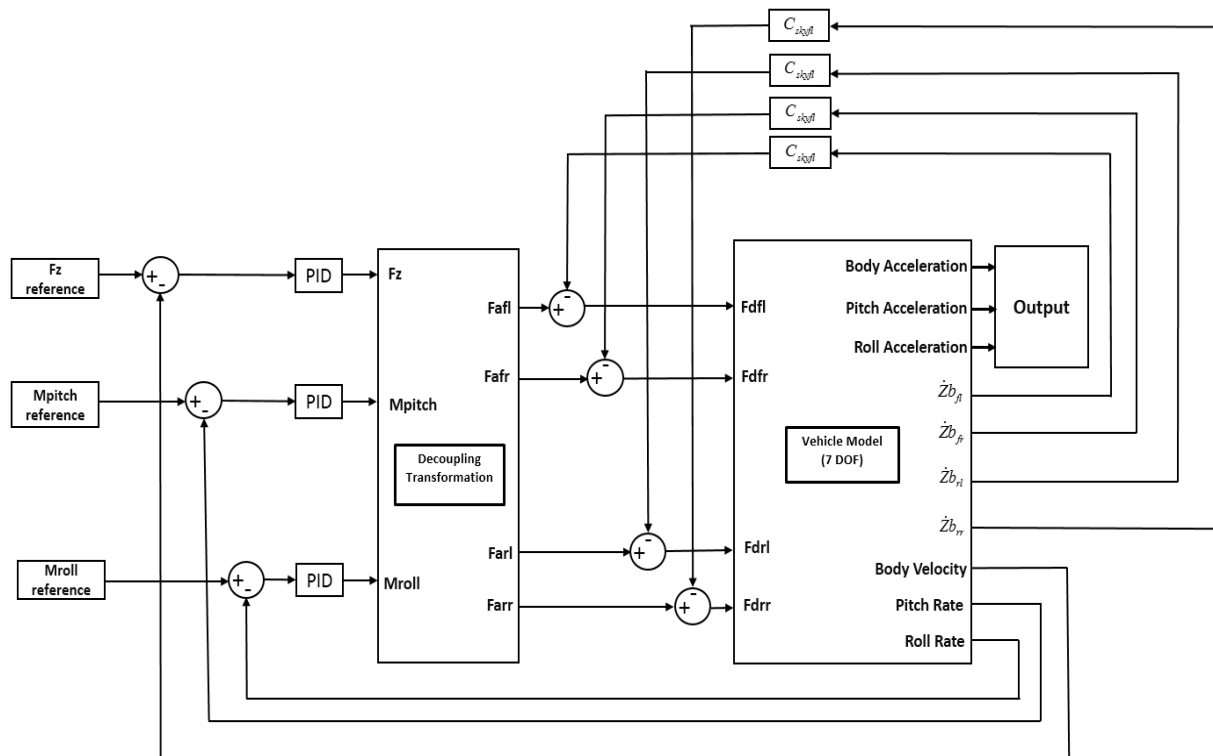 C_skyfl
C_skyfl
C_skyfl
C_skyfl
Fz
reference
+
-
PID
Fz
Mpitch
reference
+
-
PID
Mpitch
Mroll
reference
+
-
PID
Mroll
Decoupling
Transformation
Fafl
Fafr
Farl
Farr
+
-
+
-
+
-
+
-
Fdfl
Fdfr
Fdrl
Fdrr
Vehicle Model
(7 DOF)
Body Acceleration
Pitch Acceleration
Roll Acceleration
Żb_fl
Żb_fr
Żb_rl
Żb_rr
Body Velocity
Pitch Rate
Roll Rate
Output